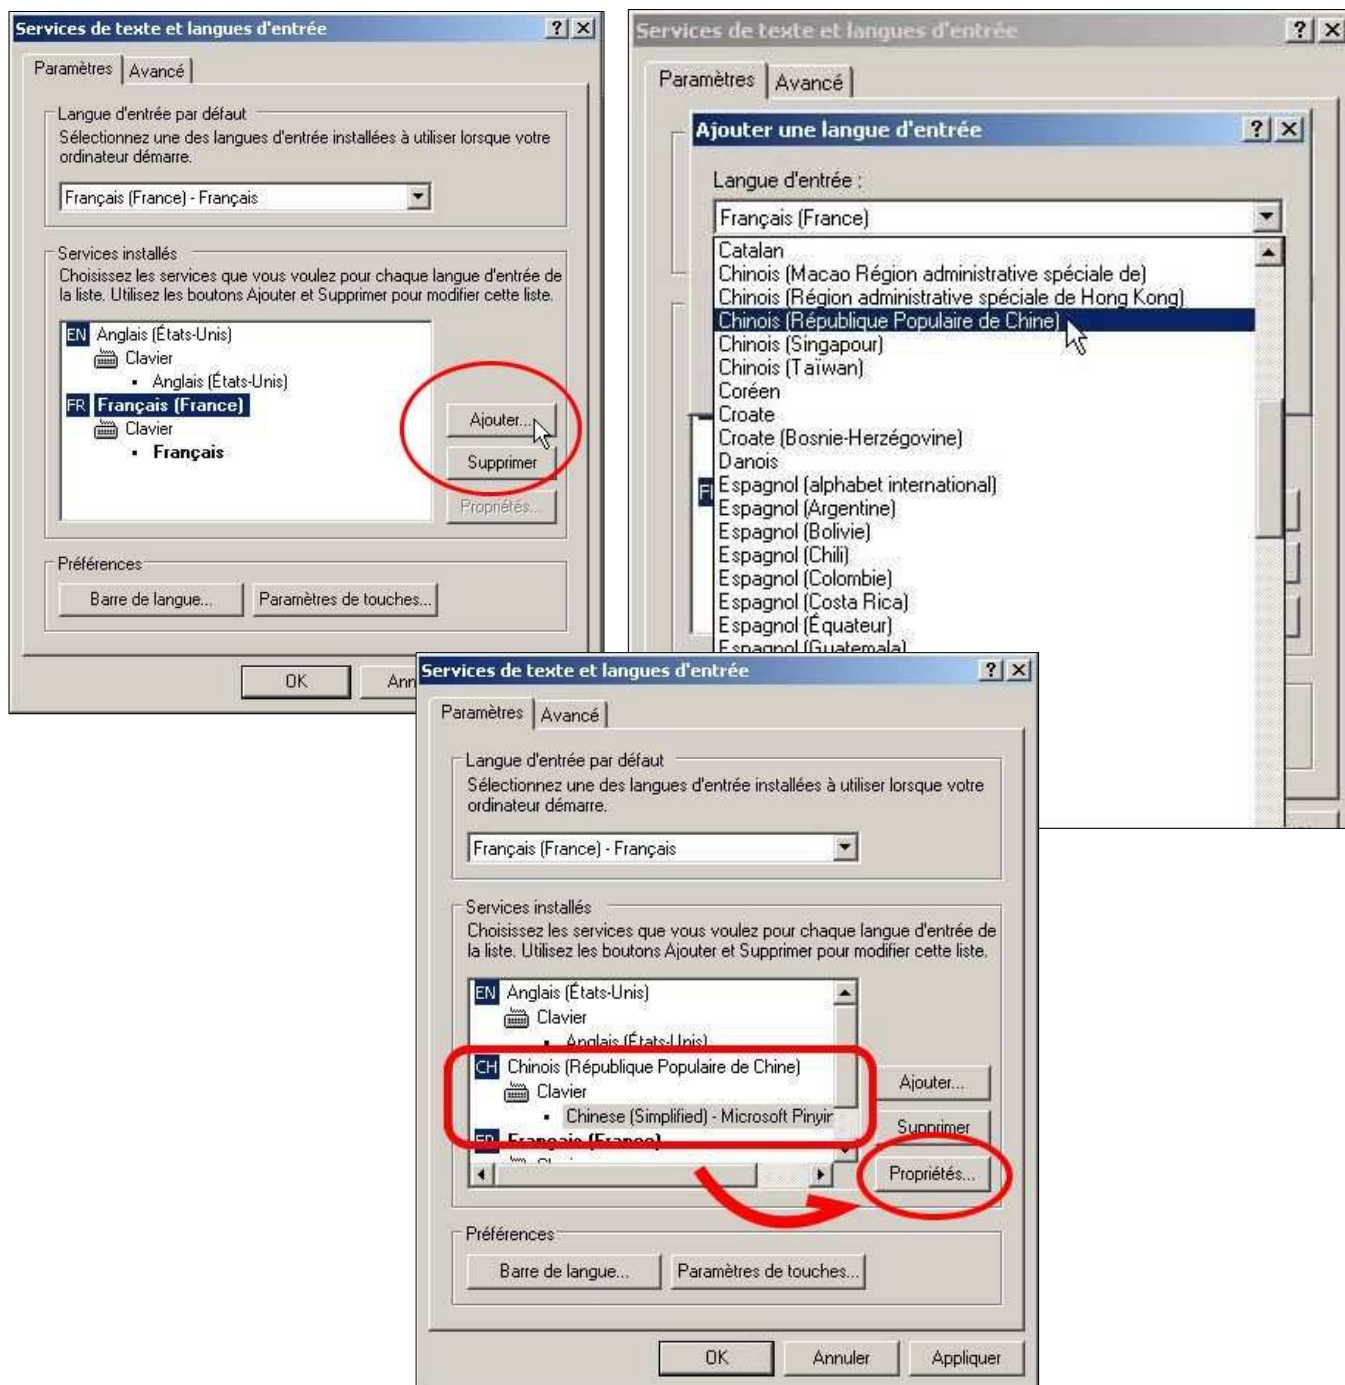 Services de texte et langues d'entrée
Paramètres
Avancé
Langue d'entrée par défaut
Sélectionnez une des langues d'entrée installées à utiliser lorsque votre
ordinateur démarre.
Français (France) - Français
Services installés
Choisissez les services que vous voulez pour chaque langue d'entrée de
la liste. Utilisez les boutons Ajouter et Supprimer pour modifier cette liste.
EN Anglais (États-Unis)
Clavier
Anglais (États-Unis)
FR Français (France)
Clavier
Français
Ajouter...
Supprimer
Propriétés...
Préférences
Barre de langue...
Paramètres de touches...
OK
Ann
Services de texte et langues d'entrée
Paramètres
Avancé
Ajouter une langue d'entrée
Langue d'entrée :
Français (France)
Catalan
Chinois (Macao Région administrative spéciale de)
Chinois (Région administrative spéciale de Hong Kong)
Chinois (République Populaire de Chine)
Chinois (Singapour)
Chinois (Taïwan)
Coréen
Croate
Croate (Bosnie-Herzégovine)
Danois
Espagnol (alphabet international)
Espagnol (Argentine)
Espagnol (Bolivie)
Espagnol (Chili)
Espagnol (Colombie)
Espagnol (Costa Rica)
Espagnol (Équateur)
Espagnol (Guatemala)
Services de texte et langues d'entrée
Paramètres
Avancé
Langue d'entrée par défaut
Sélectionnez une des langues d'entrée installées à utiliser lorsque votre
ordinateur démarre.
Français (France) - Français
Services installés
Choisissez les services que vous voulez pour chaque langue d'entrée de
la liste. Utilisez les boutons Ajouter et Supprimer pour modifier cette liste.
EN Anglais (États-Unis)
Clavier
Anglais (États-Unis)
CH Chinois (République Populaire de Chine)
Clavier
Chinese (Simplified) - Microsoft Pinyin
FR Français (France)
Ajouter...
Supprimer
Propriétés...
Préférences
Barre de langue...
Paramètres de touches...
OK
Annuler
Appliquer